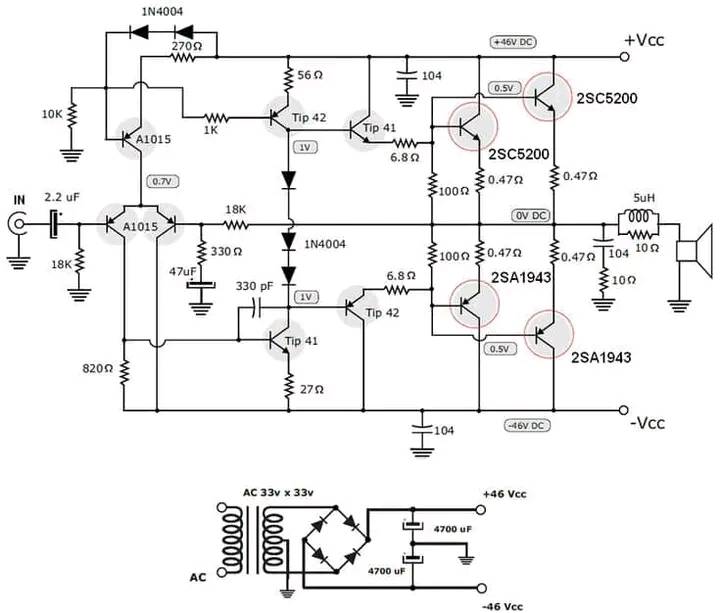 1N4004
270Ω
+46V DC
+Vcc
56Ω
104
0.5V
2SC5200
10K
Tip 42
1K
Tip 41
A1015
1V
6.8Ω
2SC5200
0.7V
100Ω
0.47Ω
0.47Ω
IN
2.2 uF
5uH
18K
0V DC
A1015
1N4004
18K
330Ω
100Ω
0.47Ω
0.47Ω
104
10Ω
47uF
330 pF
6.8Ω
2SA1943
10Ω
1V
Tip 42
Tip 41
0.5V
2SA1943
820Ω
27Ω
104
-46V DC
-Vcc
AC 33v x 33v
+46 Vcc
4700 uF
4700 uF
AC
-46 Vcc